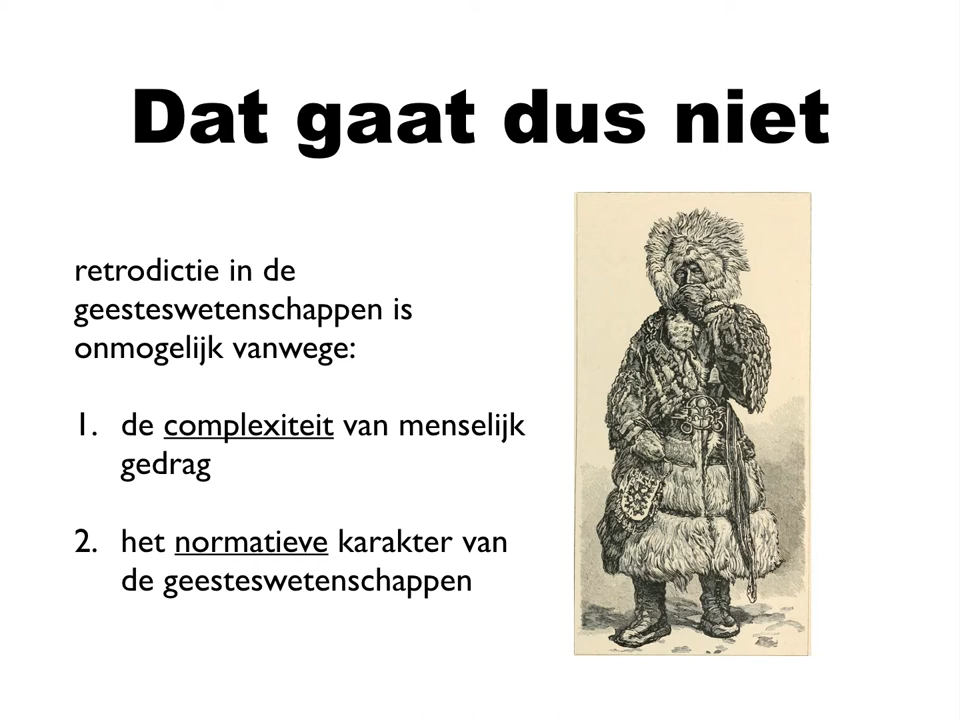 Dat gaat dus niet
retrodictie in de
geesteswetenschappen is
onmogelijk vanwege:
1. de complexiteit van menselijk
gedrag
2. het normatieve karakter van
de geesteswetenschappen